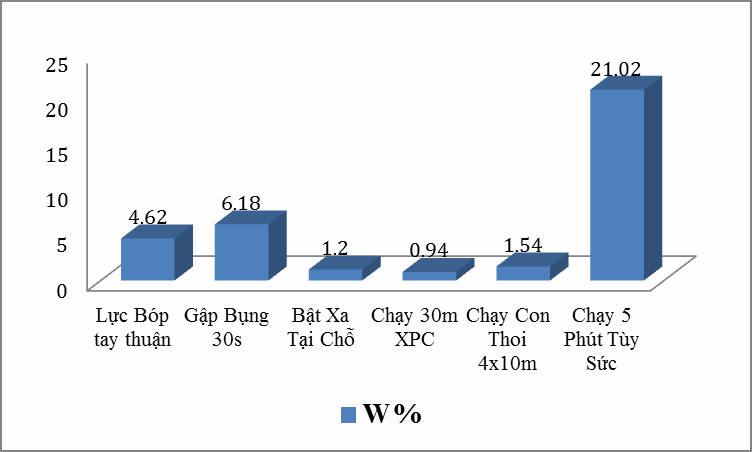 25
20
15
10
5
0
4.62
6.18
1.2
0.94
1.54
21.02
Lực Bóp
tay thuận
Gập Bụng
30s
Bật Xa
Tại Chỗ
Chạy 30m
XPC
Chạy Con
Thoi
4x10m
Chạy 5
Phút Tùy
Sức
W%